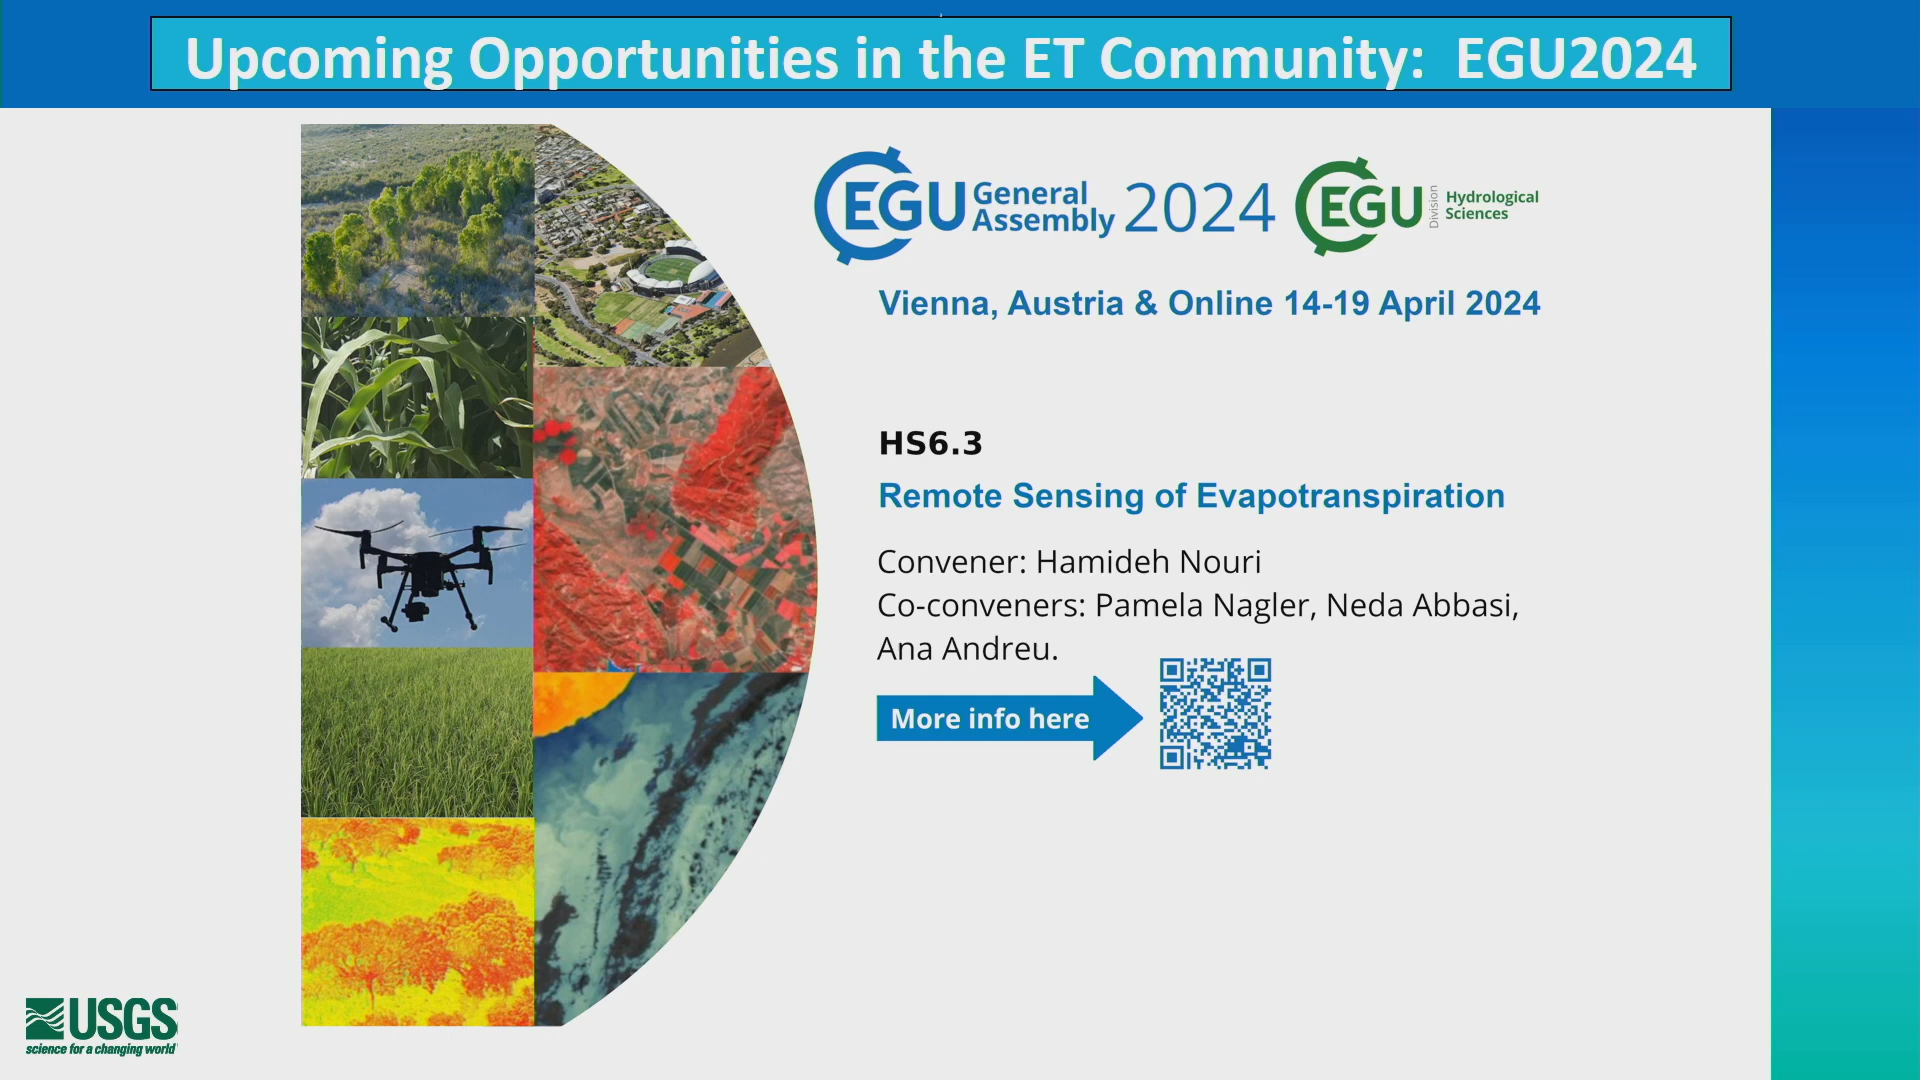 Upcoming Opportunities in the ET Community: EGU2024
EGU General Assembly 2024
EGU Division Hydrological Sciences
Vienna, Austria & Online 14-19 April 2024
HS6.3
Remote Sensing of Evapotranspiration
Convener: Hamideh Nouri
Co-conveners: Pamela Nagler, Neda Abbasi,
Ana Andreu.
More info here
USGS
science for a changing world